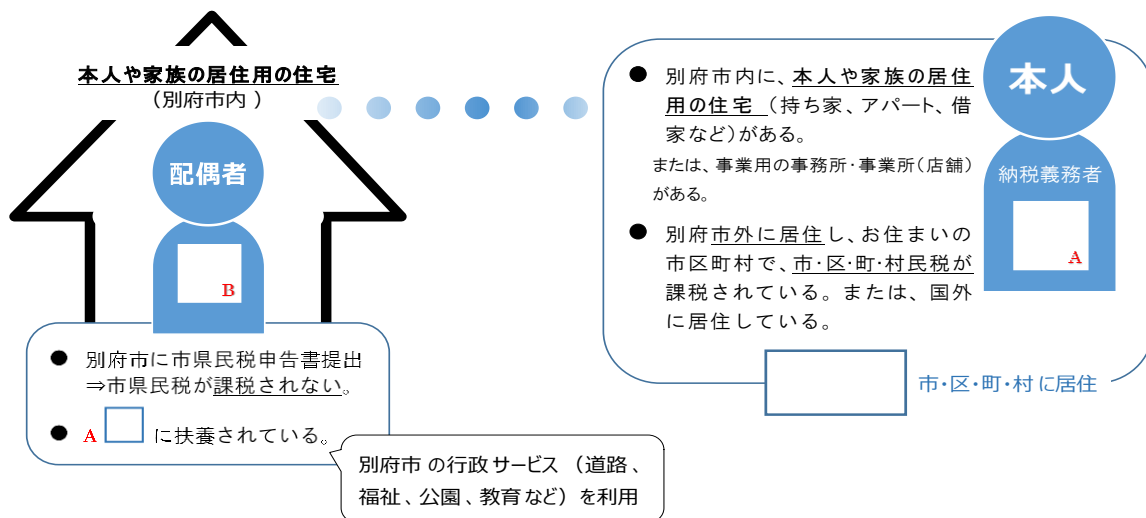 本人や家族の居住用の住宅
（別府市内）
配偶者
B
● 別府市に市県民税申告書提出
⇒市県民税が課税されない。
● A に扶養されている。
別府市の行政サービス（道路、
福祉、公園、教育など）を利用
● 別府市内に、本人や家族の居住
用の住宅（持ち家、アパート、借
家など）がある。
または、事業用の事務所・事業所（店舗）
がある。
● 別府市外に居住し、お住まいの
市区町村で、市・区・町・村民税が
課税されている。または、国外
に居住している。
本人
納税義務者
A
市・区・町・村に居住